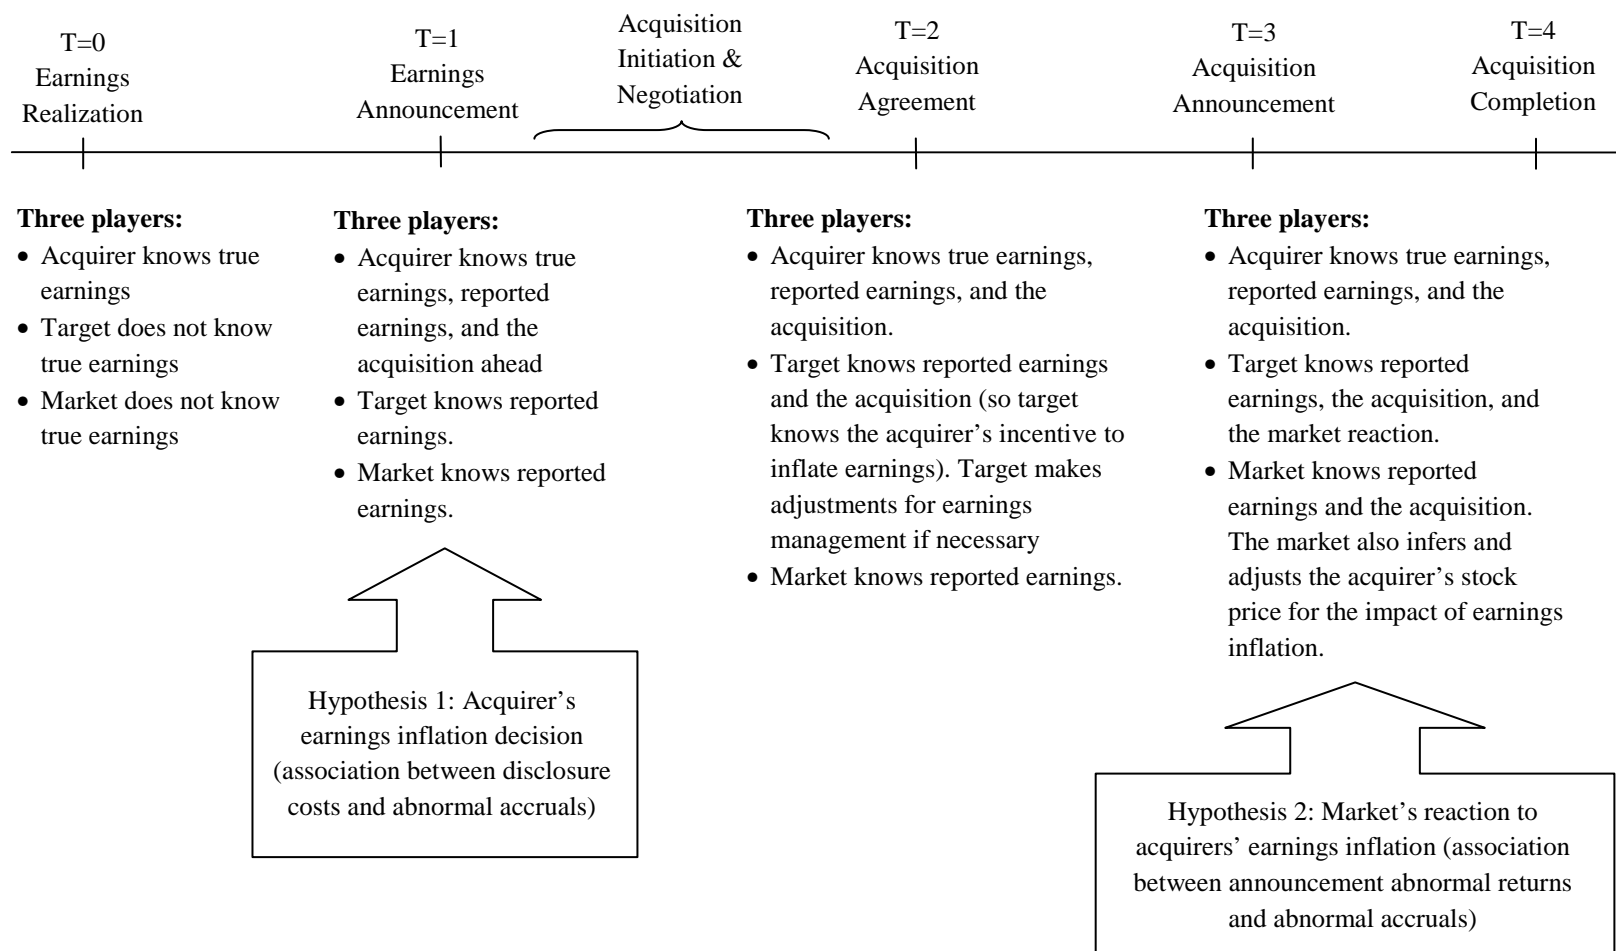 T=0
Earnings
Realization
T=1
Earnings
Announcement
Acquisition
Initiation &
Negotiation
T=2
Acquisition
Agreement
T=3
Acquisition
Announcement
T=4
Acquisition
Completion
Three players:
• Acquirer knows true
earnings
• Target does not know
true earnings
• Market does not know
true earnings
Three players:
• Acquirer knows true
earnings, reported
earnings, and the
acquisition ahead
• Target knows reported
earnings.
• Market knows reported
earnings.
Three players:
• Acquirer knows true earnings,
reported earnings, and the
acquisition.
• Target knows reported earnings
and the acquisition (so target
knows the acquirer’s incentive to
inflate earnings). Target makes
adjustments for earnings
management if necessary
• Market knows reported earnings.
Three players:
• Acquirer knows true earnings,
reported earnings, and the
acquisition.
• Target knows reported
earnings, the acquisition, and
the market reaction.
• Market knows reported
earnings and the acquisition.
The market also infers and
adjusts the acquirer’s stock
price for the impact of earnings
inflation.
Hypothesis 1: Acquirer’s
earnings inflation decision
(association between disclosure
costs and abnormal accruals)
Hypothesis 2: Market’s reaction to
acquirers’ earnings inflation (association
between announcement abnormal returns
and abnormal accruals)